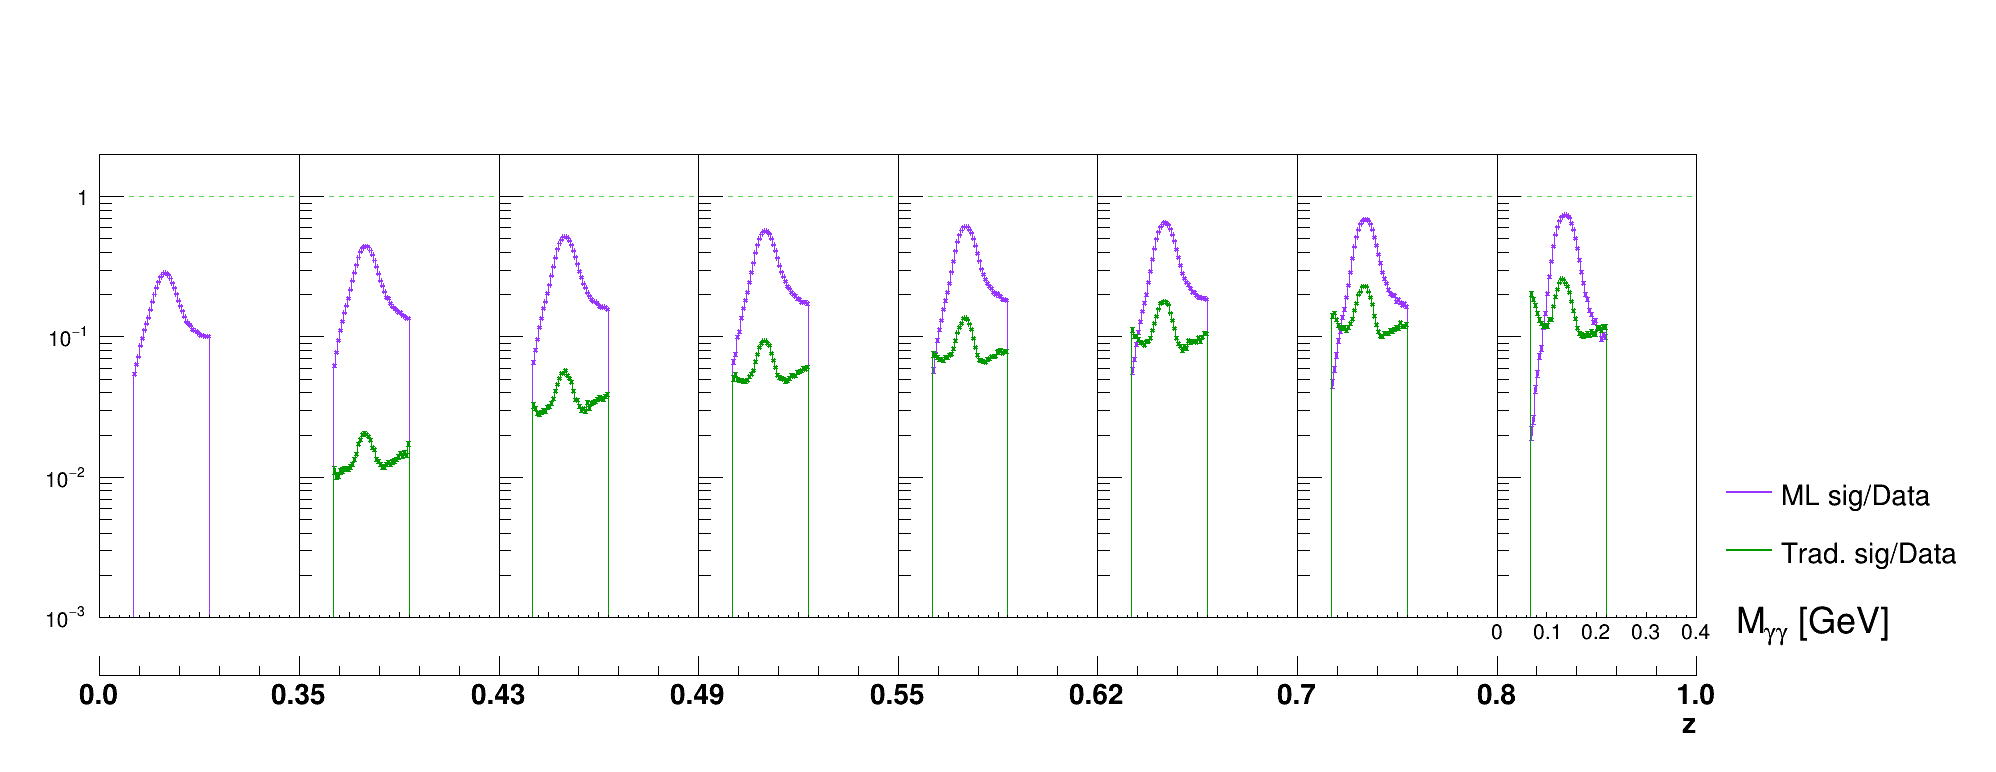 1
10⁻¹
10⁻²
10⁻³
ML sig/Data
Trad. sig/Data
0 0.1 0.2 0.3 0.4
Mγγ [GeV]
0.0 0.35 0.43 0.49 0.55 0.62 0.7 0.8 1.0
z